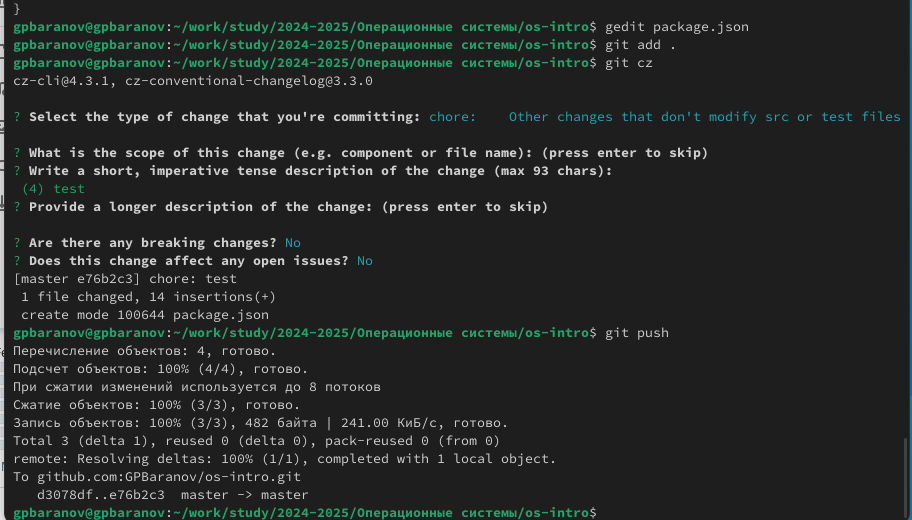 }
gpbaranov@gpbaranov:~/work/study/2024-2025/Операционные системы/os-intro$ gedit package.json
gpbaranov@gpbaranov:~/work/study/2024-2025/Операционные системы/os-intro$ git add .
gpbaranov@gpbaranov:~/work/study/2024-2025/Операционные системы/os-intro$ git cz
cz-cli@4.3.1, cz-conventional-changelog@3.3.0
? Select the type of change that you're committing: chore:    Other changes that don't modify src or test files
? What is the scope of this change (e.g. component or file name): (press enter to skip)
? Write a short, imperative tense description of the change (max 93 chars):
(4) test
? Provide a longer description of the change: (press enter to skip)
? Are there any breaking changes? No
? Does this change affect any open issues? No
[master e76b2c3] chore: test
1 file changed, 14 insertions(+)
create mode 100644 package.json
gpbaranov@gpbaranov:~/work/study/2024-2025/Операционные системы/os-intro$ git push
Перечисление объектов: 4, готово.
Подсчет объектов: 100% (4/4), готово.
При сжатии изменений используется до 8 потоков
Сжатие объектов: 100% (3/3), готово.
Запись объектов: 100% (3/3), 482 байта | 241.00 КиБ/с, готово.
Total 3 (delta 1), reused 0 (delta 0), pack-reused 0 (from 0)
remote: Resolving deltas: 100% (1/1), completed with 1 local object.
To github.com:GPBaranov/os-intro.git
d3078df..e76b2c3  master -> master
gpbaranov@gpbaranov:~/work/study/2024-2025/Операционные системы/os-intro$